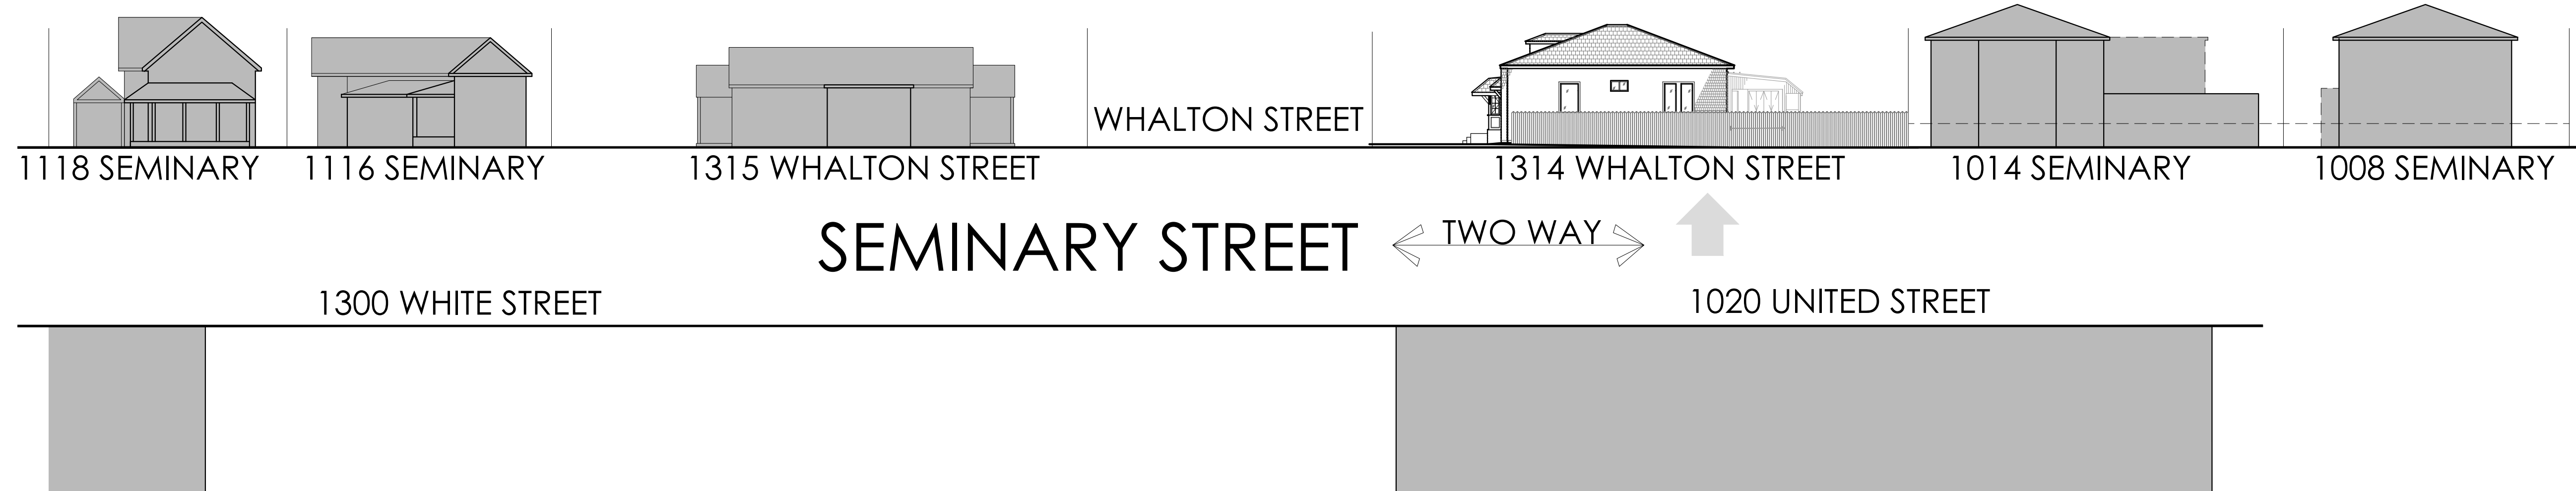 WHALTON STREET
1118 SEMINARY
1116 SEMINARY
1315 WHALTON STREET
1314 WHALTON STREET
1014 SEMINARY
1008 SEMINARY
SEMINARY STREET
TWO WAY
1300 WHITE STREET
1020 UNITED STREET